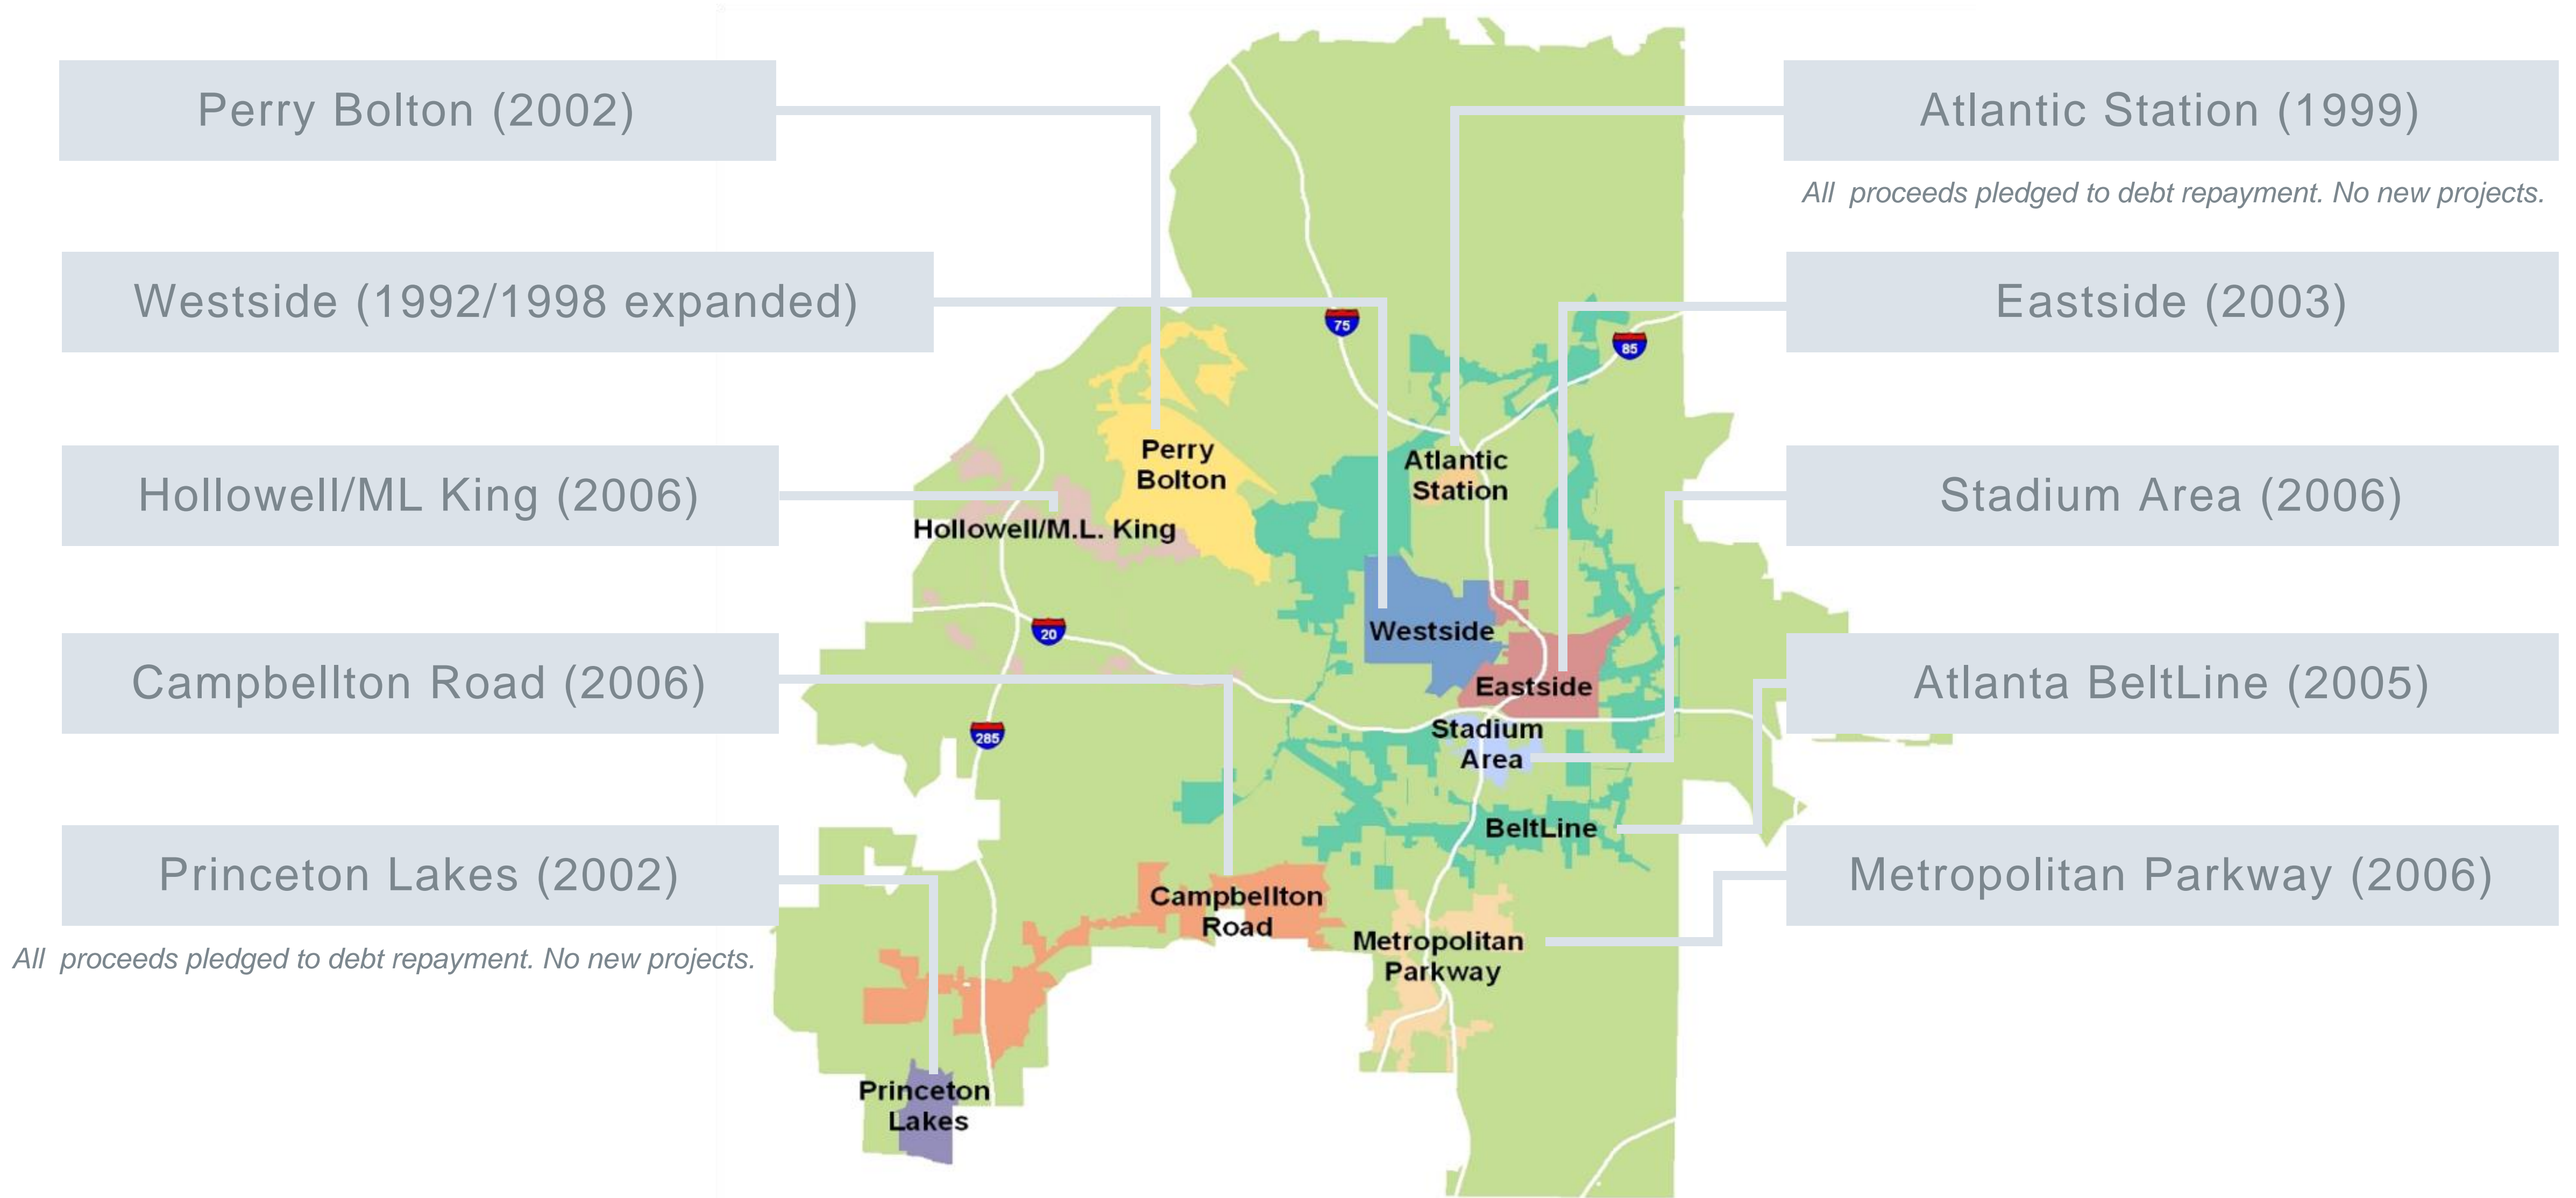 Perry Bolton (2002)
Westside (1992/1998 expanded)
Hollowell/ML King (2006)
Campbellton Road (2006)
Princeton Lakes (2002)
All proceeds pledged to debt repayment. No new projects.
Atlantic Station (1999)
All proceeds pledged to debt repayment. No new projects.
Eastside (2003)
Stadium Area (2006)
Atlanta BeltLine (2005)
Metropolitan Parkway (2006)
75
85
Perry
Bolton
Atlantic
Station
Hollowell/M.L. King
20
Westside
Eastside
285
Stadium
Area
BeltLine
Campbellton
Road
Metropolitan
Parkway
Princeton
Lakes